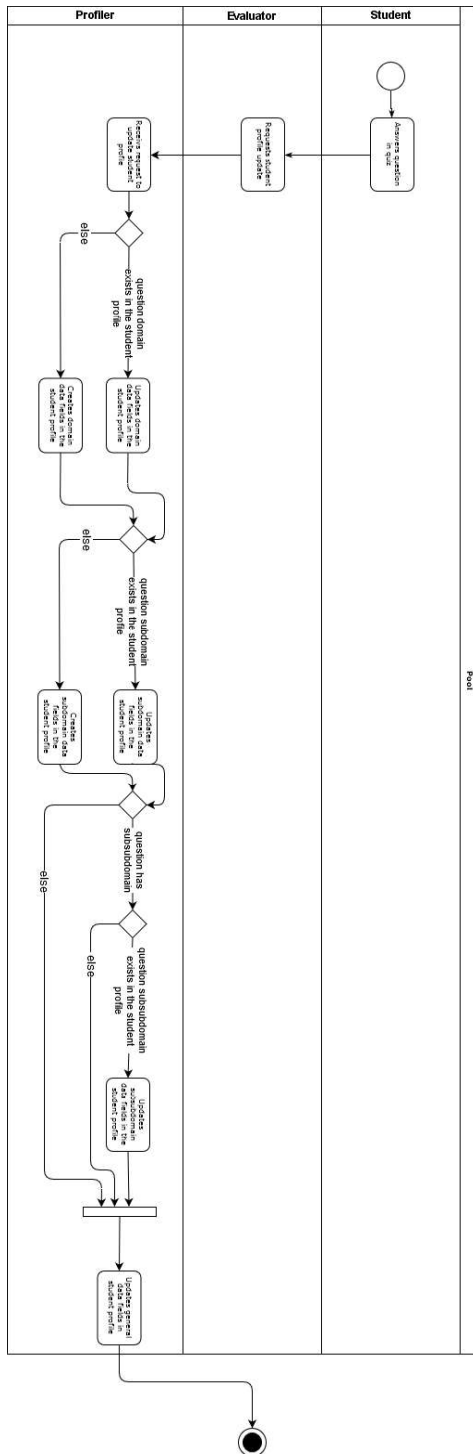 Profiler
Evaluator
Student
Pool
Answers question
in quiz
Requests student
profile update
Receivs request to
update student
profile
else
question domain
exists in the student
profile
Creates domain
data fields in the
student profile
Updates domain
data fields in the
student profile
else
question subdomain
exists in the student
profile
Creates
subdomain data
fields in the
student profile
Updates
subdomain data
fields in the
student profile
else
question has
subsubdomain
else
question subsubdomain
exists in the student
profile
Updates
subsubdomain
data fields in the
student profile
Updates general
data fields in
student profile